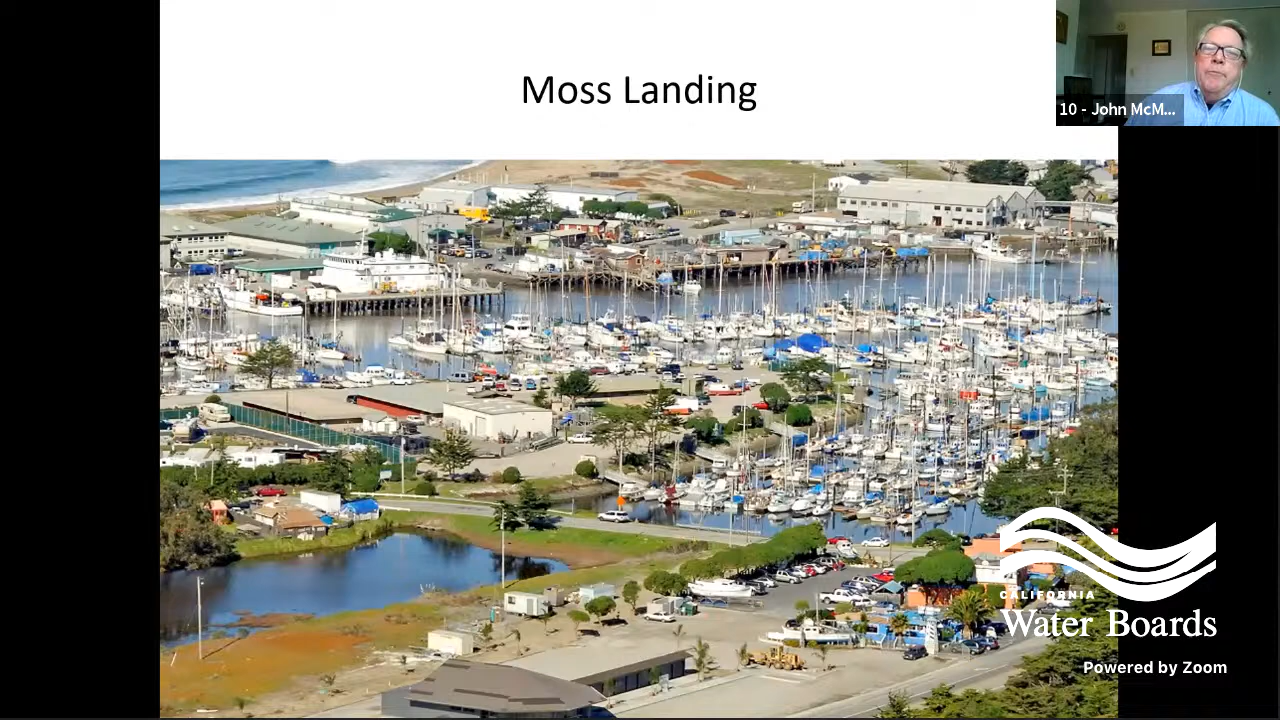 Moss Landing
10 - John McM...
CALIFORNIA
Water Boards
Powered by Zoom